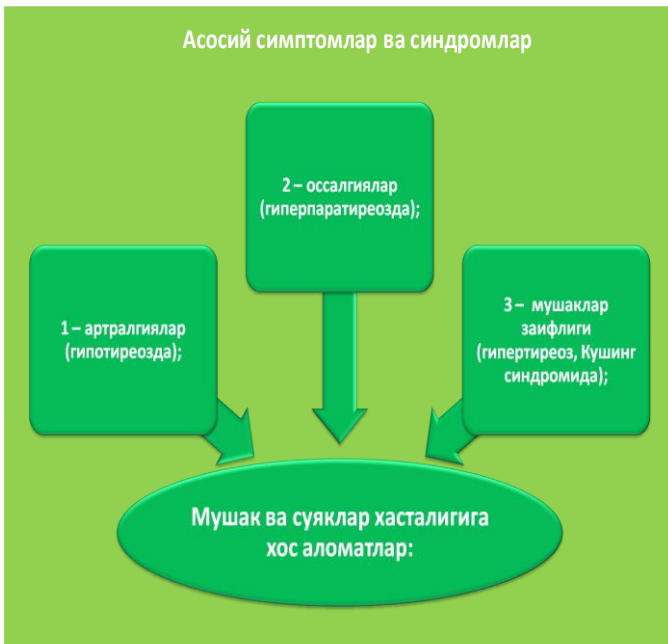 Асосий симптомлар ва синдромлар
2 – оссалгиялар
(гиперпаратиреозда);
1 – артралгиялар
(гипотиреозда);
3 – мушаклар
заифлиги
(гипертиреоз, Кушинг
синдромида);
Мушак ва суяклар хасталигига
хос аломатлар: